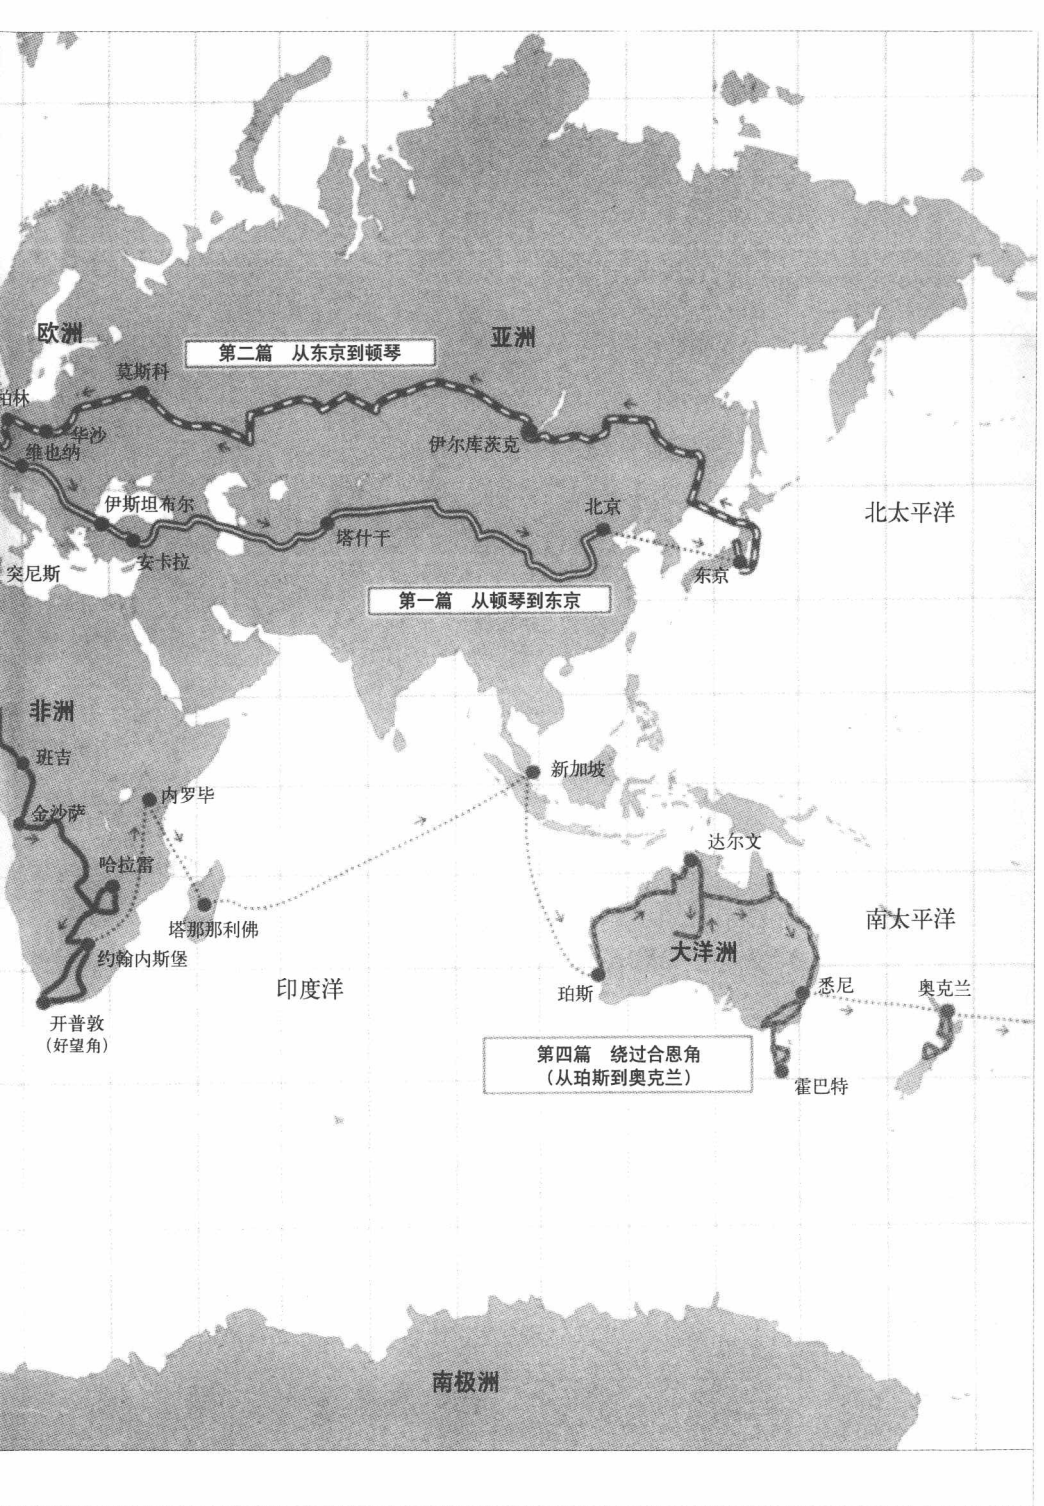 欧洲
亚洲
第二篇 从东京到顿琴
莫斯科
柏林
华沙
维也纳
伊尔库茨克
伊斯坦布尔
北京
北太平洋
塔什干
安卡拉
突尼斯
东京
第一篇 从顿琴到东京
非洲
班吉
新加坡
内罗毕
金沙萨
达尔文
哈拉雷
南太平洋
塔那那利佛
大洋洲
约翰内斯堡
印度洋
珀斯
悉尼
奥克兰
开普敦
(好望角)
第四篇 绕过合恩角
(从珀斯到奥克兰)
霍巴特
南极洲